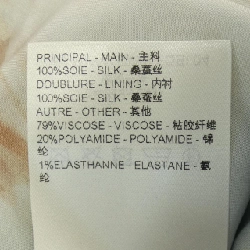 PRINCIPAL - MAIN - 主料
100%SOIE - SILK - 桑蚕丝
DOUBLURE - LINING - 内衬
100%SOIE - SILK - 桑蚕丝
AUTRE - OTHER - 其他
79%VISCOSE - VISCOSE - 粘胶纤维
20%POLYAMIDE - POLYAMIDE - 锦
纶
1%ELASTHANNE - ELASTANE - 氨
纶